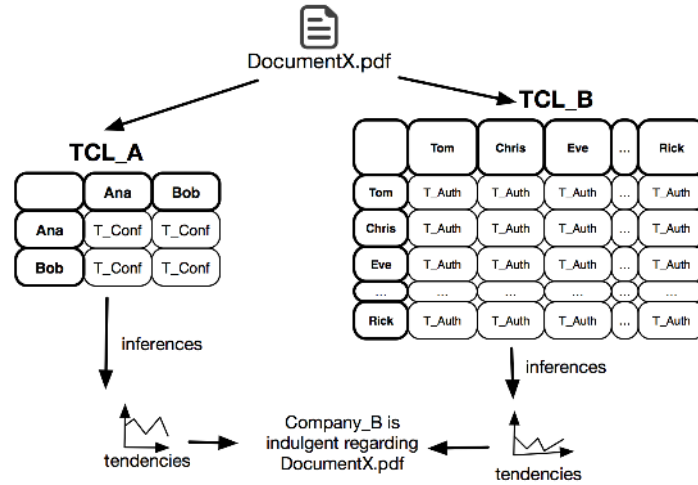 DocumentX.pdf
TCL_A
Ana Bob
Ana T_Conf T_Conf
Bob T_Conf T_Conf
inferences
tendencies
TCL_B
Tom Chris Eve ... Rick
Tom T_Auth T_Auth T_Auth ... T_Auth
Chris T_Auth T_Auth T_Auth ... T_Auth
Eve T_Auth T_Auth T_Auth ... T_Auth
... ... ... ... ... ...
Rick T_Auth T_Auth T_Auth ... T_Auth
inferences
tendencies
Company_B is
indulgent regarding
DocumentX.pdf